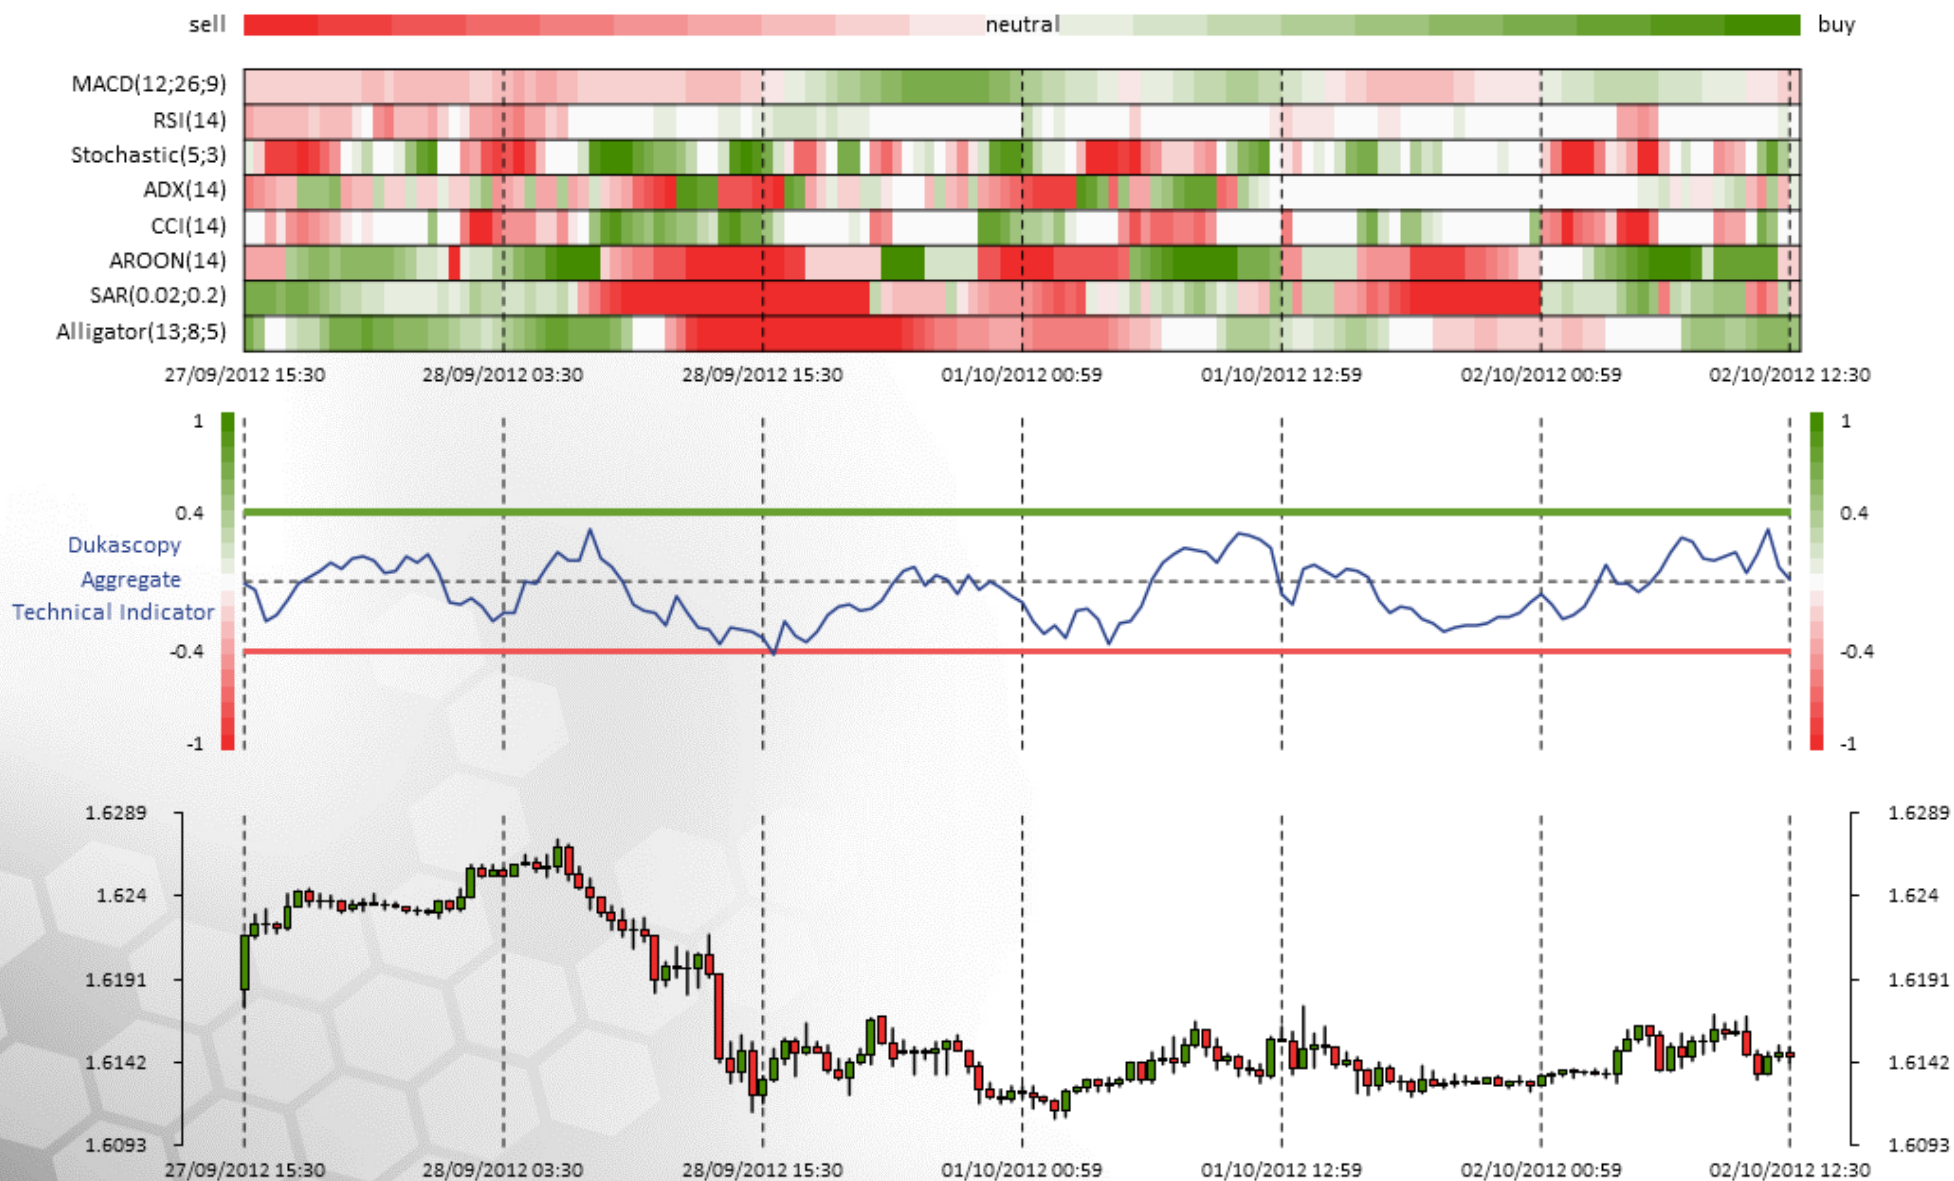 sell neutral buy
MACD(12;26;9)
RSI(14)
Stochastic(5;3)
ADX(14)
CCI(14)
AROON(14)
SAR(0.02;0.2)
Alligator(13;8;5)
27/09/2012 15:30 28/09/2012 03:30 28/09/2012 15:30 01/10/2012 00:59 01/10/2012 12:59 02/10/2012 00:59 02/10/2012 12:30
1 1
0.4 0.4
Dukascopy
Aggregate
Technical Indicator
-0.4 -0.4
-1 -1
1.6289 1.6289
1.624 1.624
1.6191 1.6191
1.6142 1.6142
1.6093 1.6093
27/09/2012 15:30 28/09/2012 03:30 28/09/2012 15:30 01/10/2012 00:59 01/10/2012 12:59 02/10/2012 00:59 02/10/2012 12:30